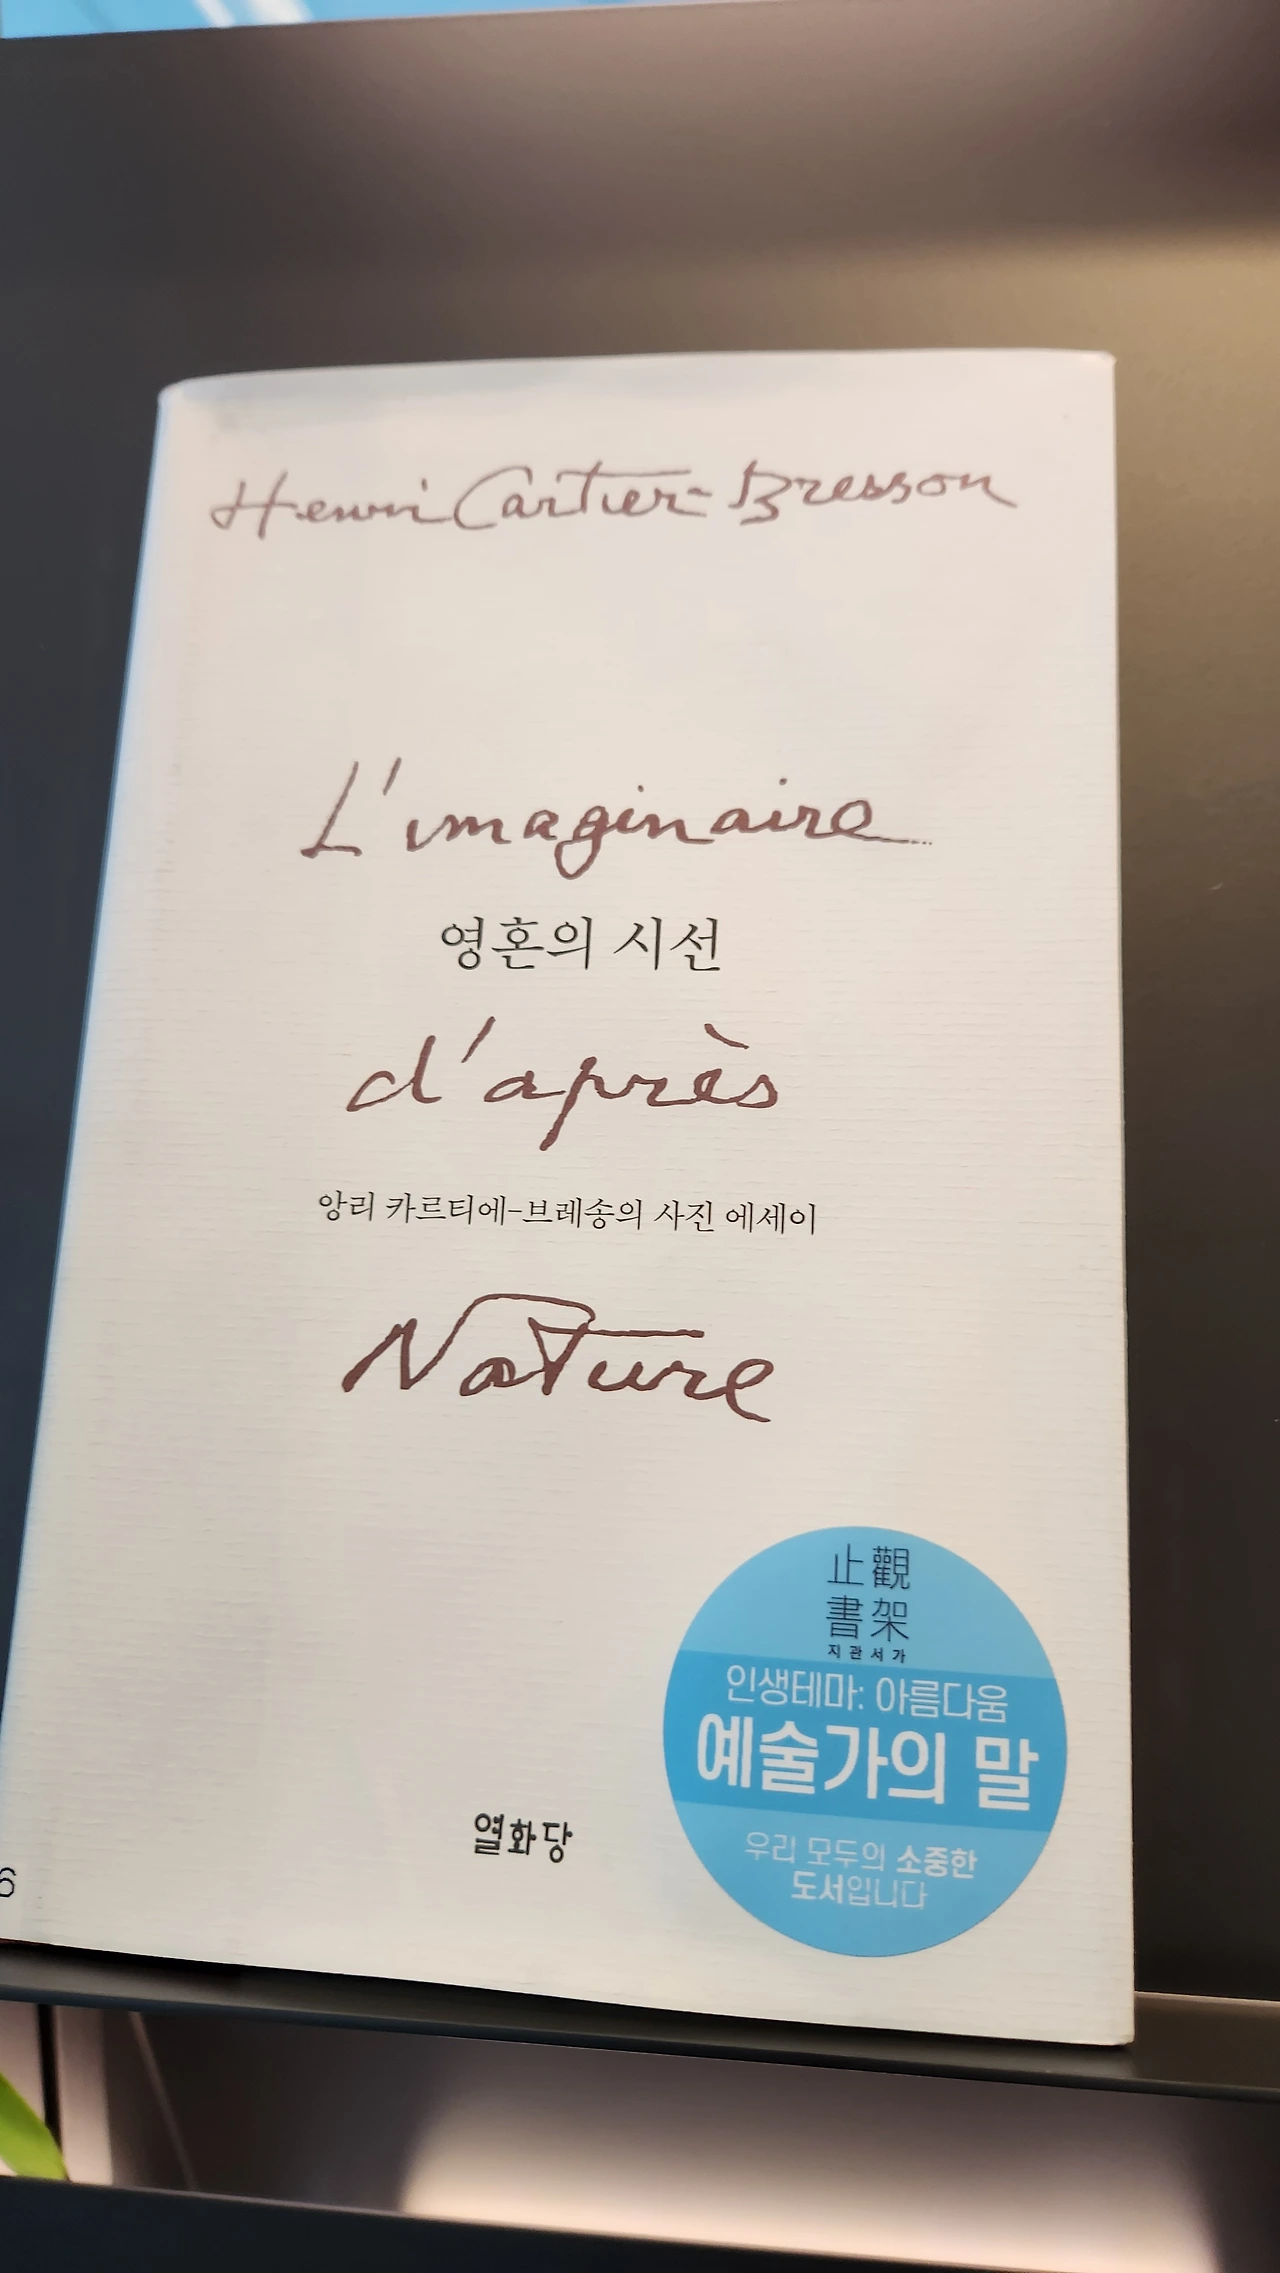 Henri Cartier-Bresson
L'imaginaire
영혼의 시선
d'après
앙리 카르티에-브레송의 사진 에세이
Nature
止觀
書架
지관서가
인생테마: 아름다움
예술가의 말
우리 모두의 소중한
도서입니다
열화당
6